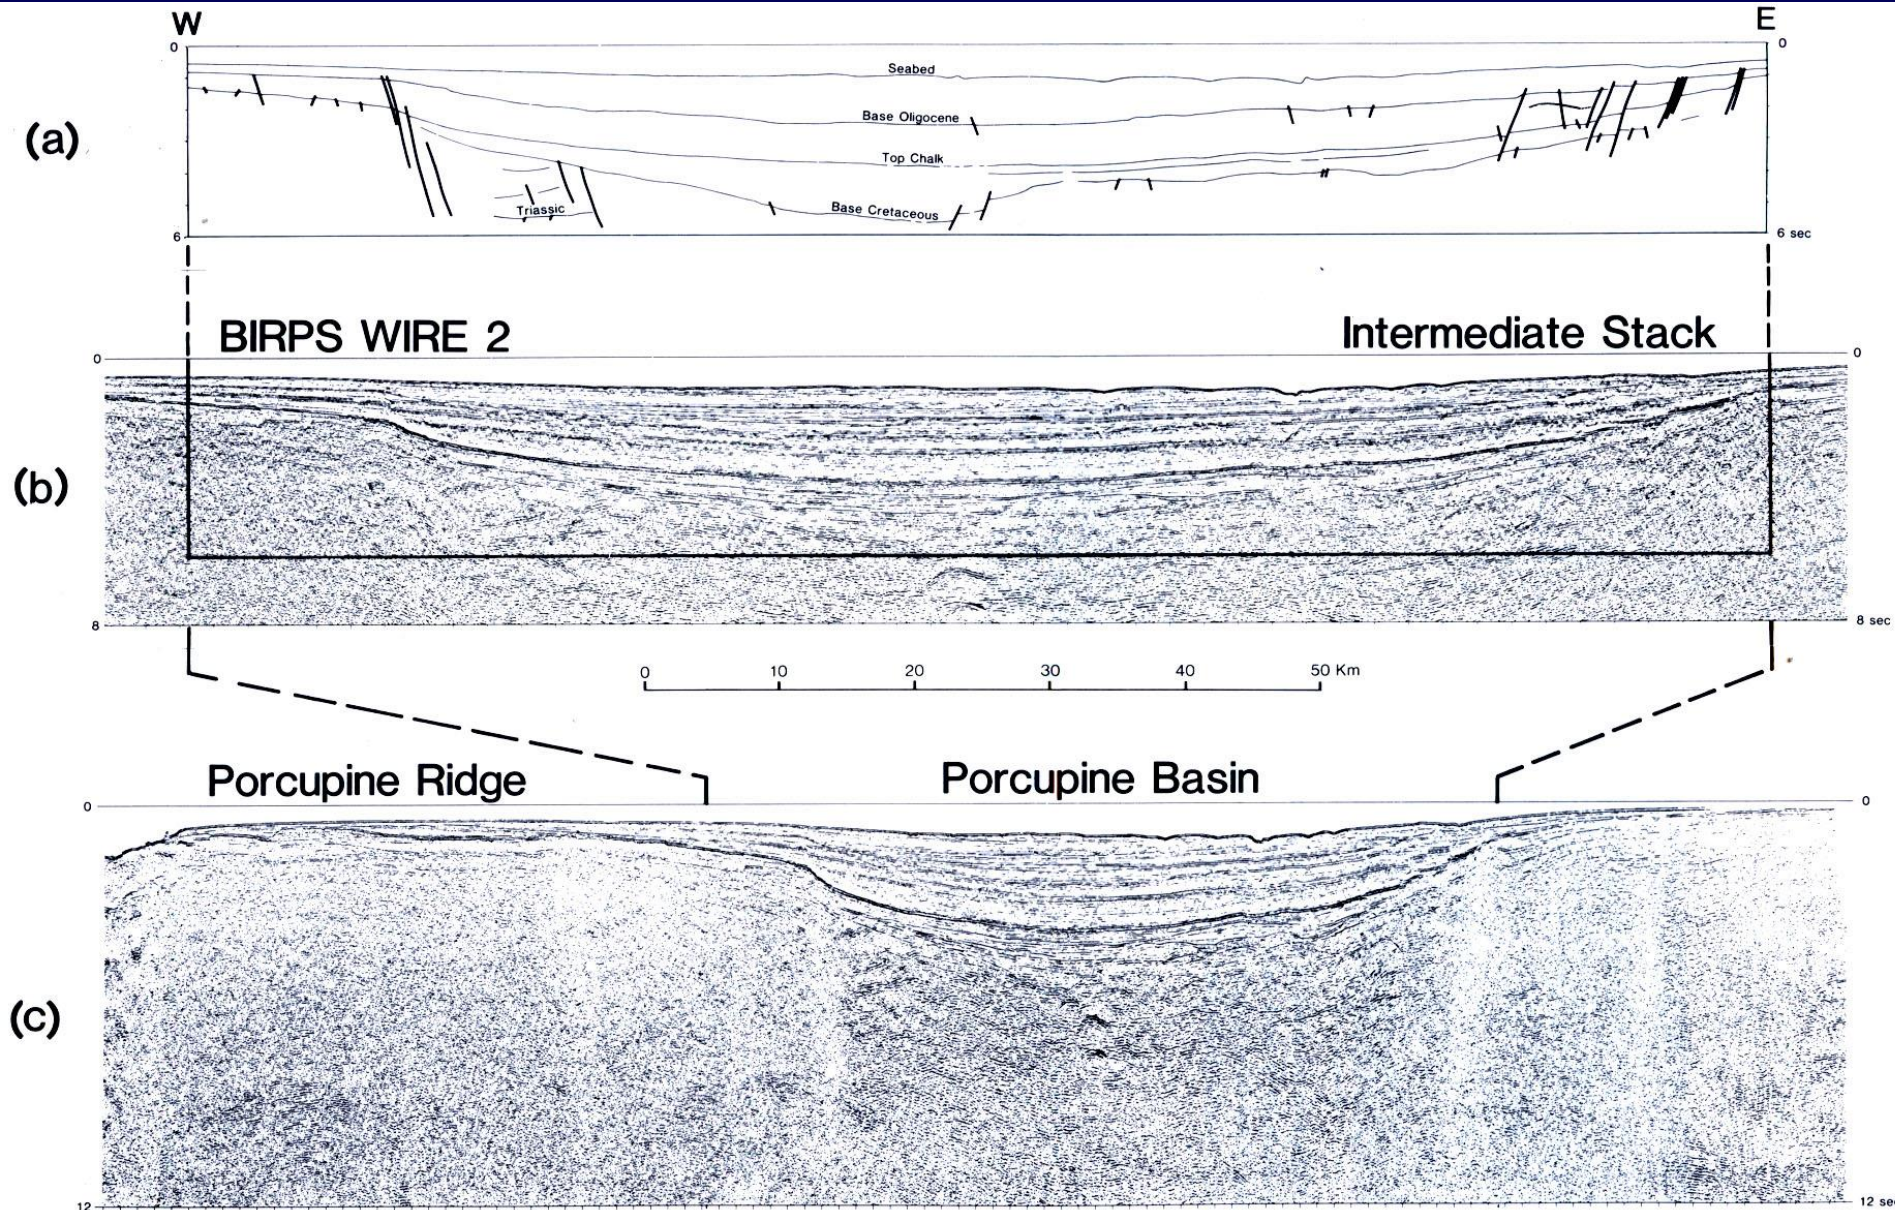 W E
0 0
Seabed
(a)
Base Oligocene
Top Chalk
Triassic
Base Cretaceous
6 6 sec
BIRPS WIRE 2 Intermediate Stack
0 0
(b)
8 8 sec
0 10 20 30 40 50 Km
Porcupine Ridge Porcupine Basin
0 0
(c)
12 12 sec